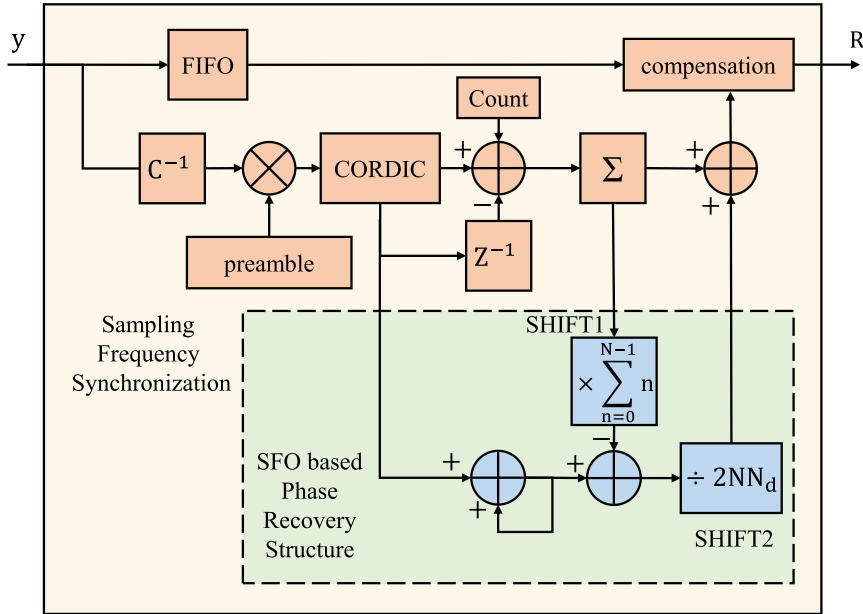 y
R
FIFO
compensation
Count
C⁻¹
CORDIC
+
Σ
+
−
+
preamble
Z⁻¹
Sampling
Frequency
Synchronization
SHIFT1
× ∑ₙ₌₀ᴺ⁻¹ n
−
SFO based
Phase
Recovery
Structure
+
+
+
÷ 2NN_d
SHIFT2